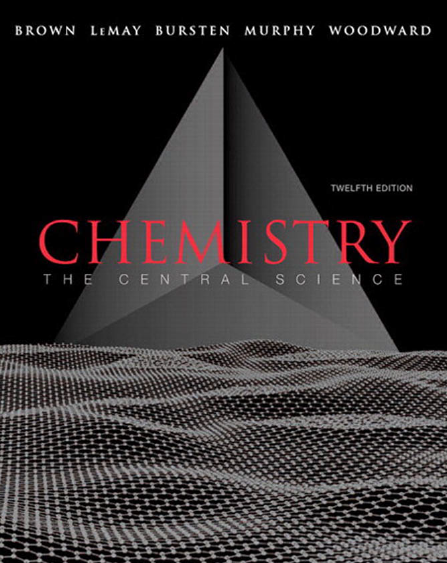 BROWN LEMAY BURSTEN MURPHY WOODWARD
TWELFTH EDITION
CHEMISTRY
THE CENTRAL SCIENCE